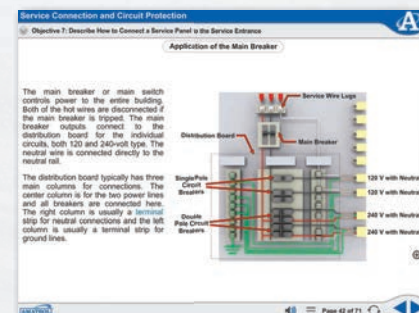 Service Connection and Circuit Protection
Objective 7: Describe How to Connect a Service Panel to the Service Entrance
Application of the Main Breaker
The main breaker or main switch
controls power to the entire building.
Both of the hot wires are disconnected if
the main breaker is tripped. The main
breaker outputs connect to the
distribution board for the individual
circuits, both 120 and 240-volt type. The
neutral wire is connected directly to the
neutral rail.
The distribution board typically has three
main columns for connections. The
center column is for the two power lines
and all breakers are connected here.
The right column is usually a terminal
strip for neutral connections and the left
column is usually a terminal strip for
ground lines.
Service Wire Lugs
Distribution Board
Main Breaker
Single Pole
Circuit
Breakers
Double
Pole Circuit
Breakers
120 V with Neutral
120 V with Neutral
240 V with Neutral
240 V with Neutral
AMATROL
Page 42 of 71